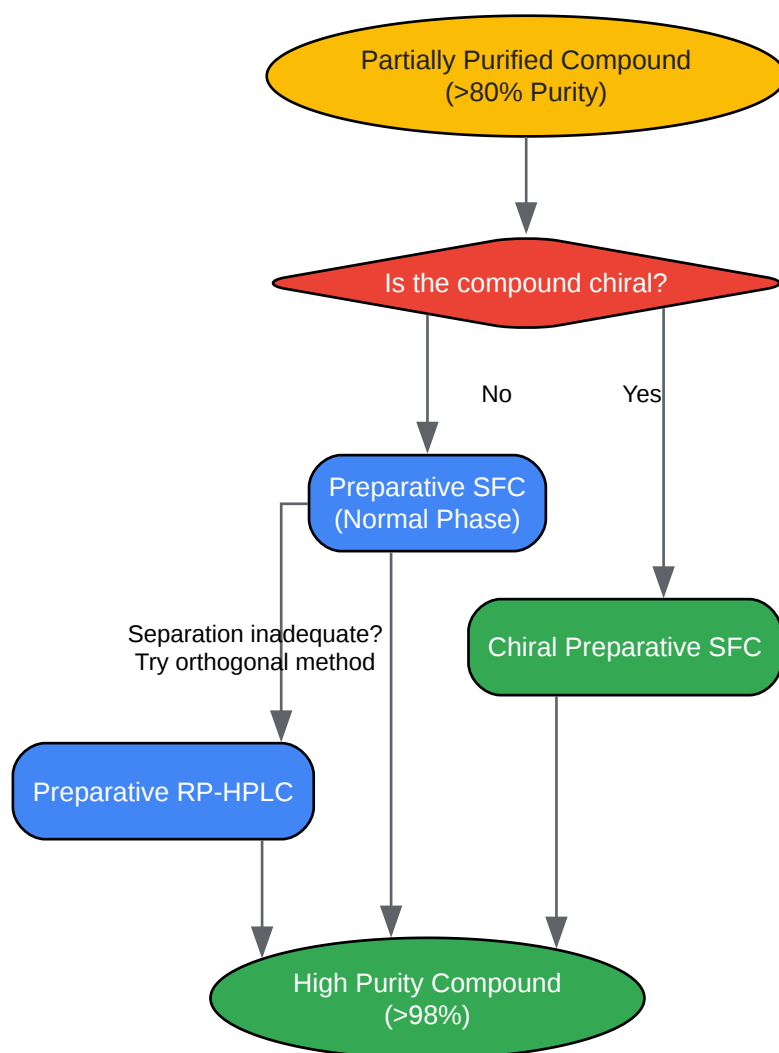 Partially Purified Compound
(>80% Purity)
Is the compound chiral?
No
Yes
Preparative SFC
(Normal Phase)
Separation inadequate?
Try orthogonal method
Chiral Preparative SFC
Preparative RP-HPLC
High Purity Compound
(>98%)